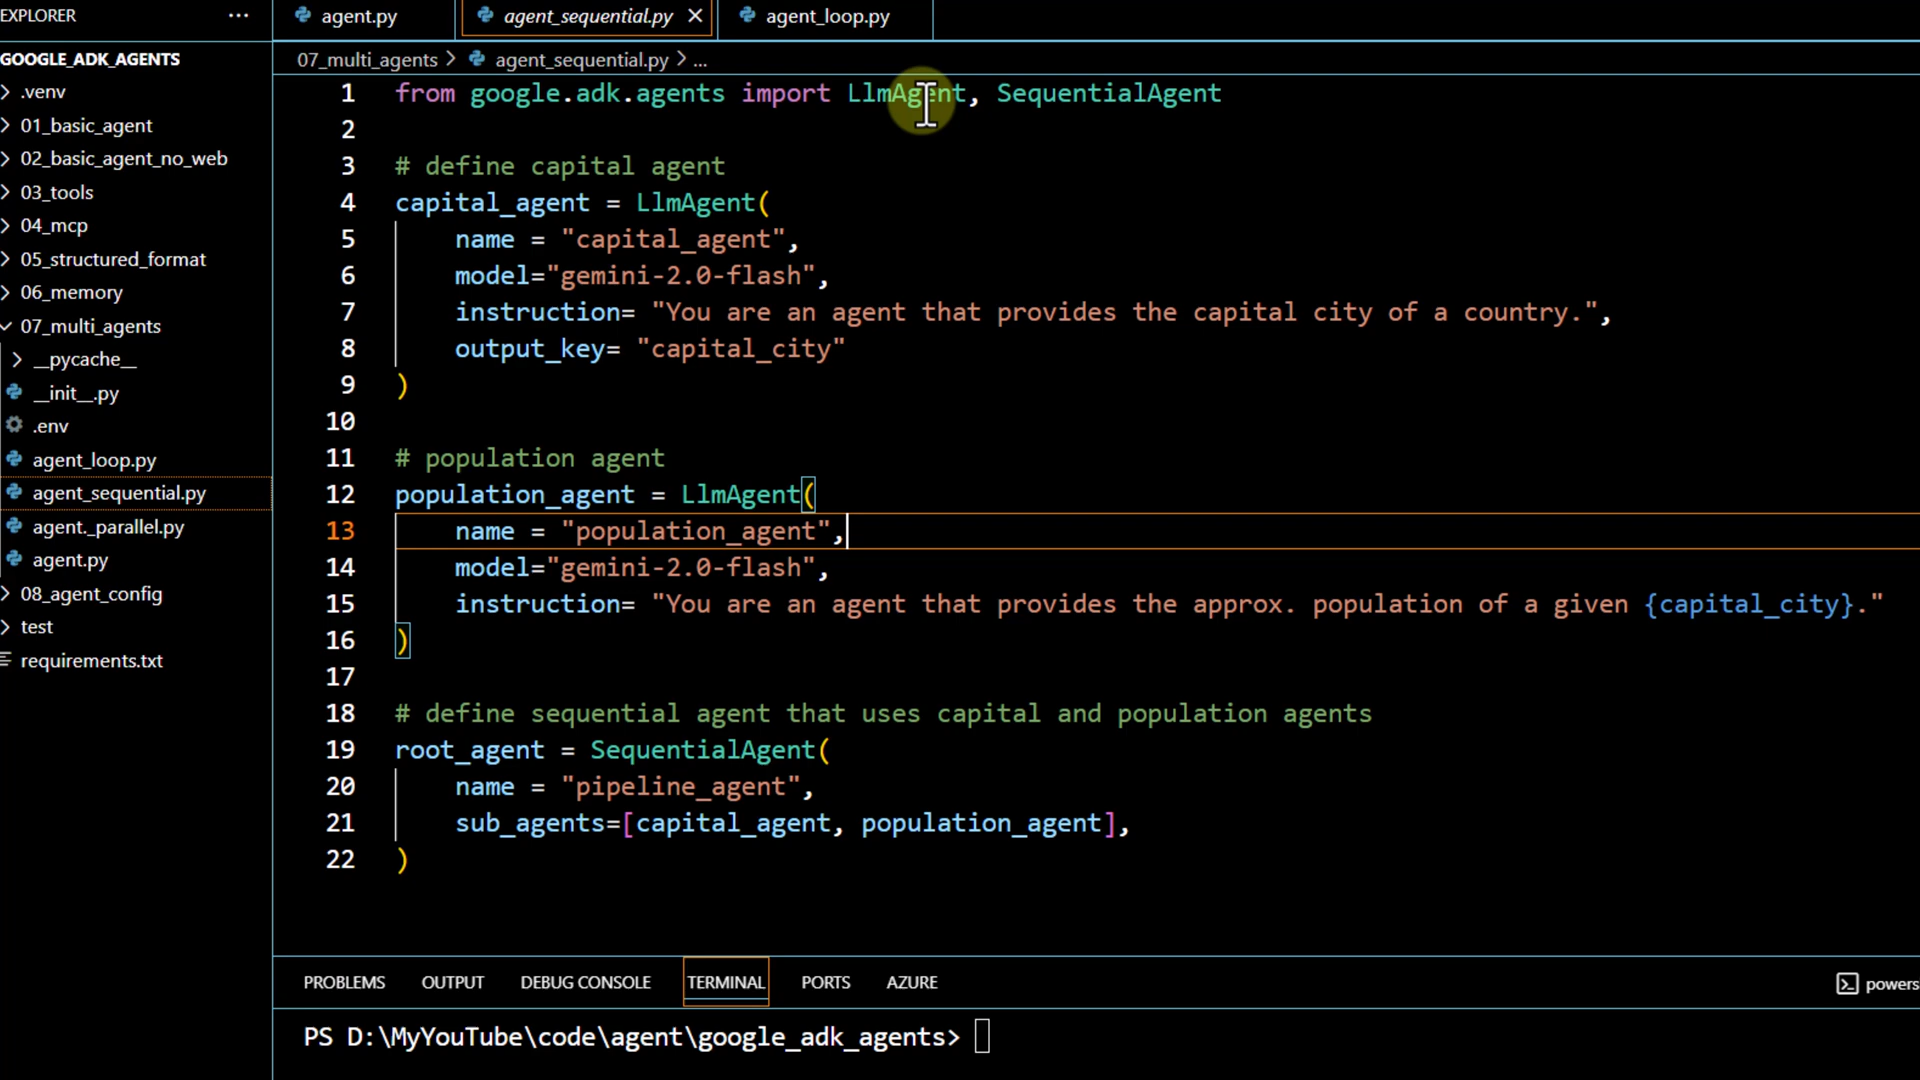 EXPLORER
···
GOOGLE_ADK_AGENTS
.venv
01_basic_agent
02_basic_agent_no_web
03_tools
04_mcp
05_structured_format
06_memory
07_multi_agents
__pycache__
__init__.py
.env
agent_loop.py
agent_sequential.py
agent._parallel.py
agent.py
08_agent_config
test
requirements.txt
agent.py
agent_sequential.py
agent_loop.py
07_multi_agents > agent_sequential.py > ...
1 from google.adk.agents import LlmAgent, SequentialAgent
2
3 # define capital agent
4 capital_agent = LlmAgent(
5     name = "capital_agent",
6     model="gemini-2.0-flash",
7     instruction= "You are an agent that provides the capital city of a country.",
8     output_key= "capital_city"
9 )
10
11 # population agent
12 population_agent = LlmAgent(
13     name = "population_agent",
14     model="gemini-2.0-flash",
15     instruction= "You are an agent that provides the approx. population of a given {capital_city}."
16 )
17
18 # define sequential agent that uses capital and population agents
19 root_agent = SequentialAgent(
20     name = "pipeline_agent",
21     sub_agents=[capital_agent, population_agent],
22 )
PROBLEMS OUTPUT DEBUG CONSOLE TERMINAL PORTS AZURE
powers
PS D:\MyYouTube\code\agent\google_adk_agents>